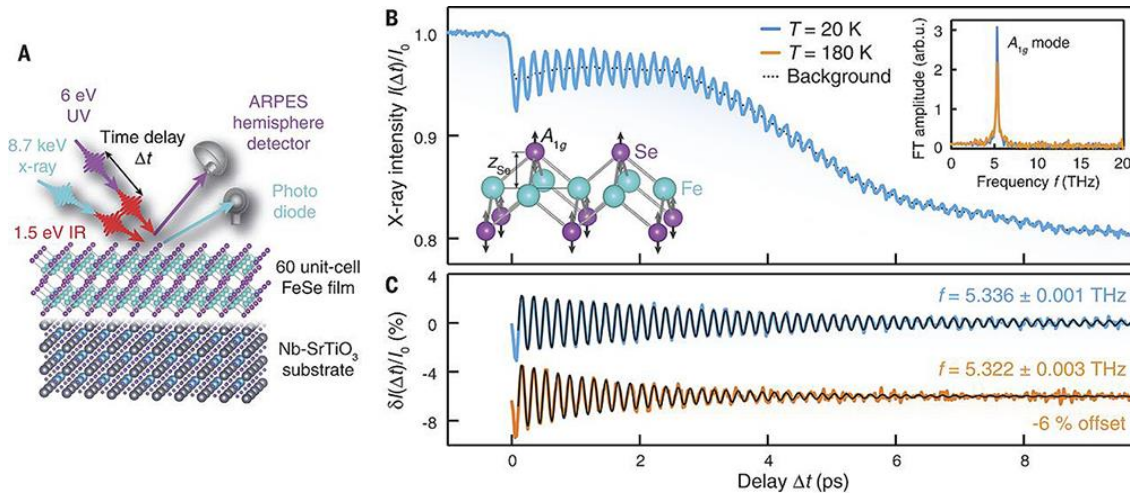 A
6 eV
UV
Time delay
Δt
ARPES
hemisphere
detector
8.7 keV
x-ray
Photo
diode
1.5 eV IR
60 unit-cell
FeSe film
Nb-SrTiO3
substrate
B
X-ray intensity I(Δt)/I0
1.0
0.9
0.8
T = 20 K
T = 180 K
Background
A1g
zSe
Se
Fe
FT amplitude (arb.u.)
3
2
1
0
A1g mode
0 5 10 15 20
Frequency f (THz)
C
δI(Δt)/I0 (%)
4
0
-4
-8
f = 5.336 ± 0.001 THz
f = 5.322 ± 0.003 THz
-6 % offset
0 2 4 6 8
Delay Δt (ps)